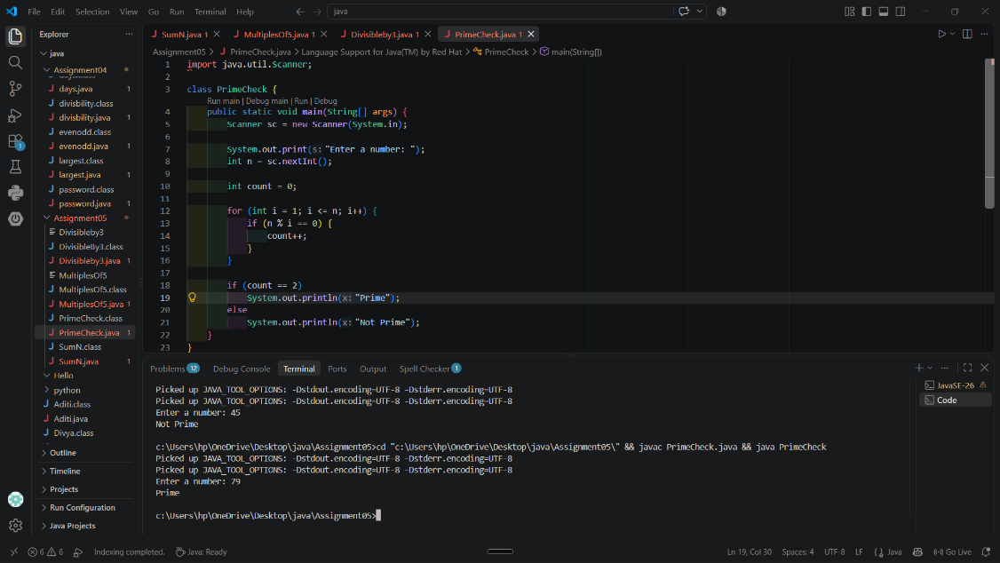 File Edit Selection View Go Run Terminal Help
java
Explorer
java
Assignment04
days.java 1
divisbility.class
divisbility.java 1
evenodd.class
evenodd.java 1
largest.class
largest.java 1
password.class
password.java 1
Assignment05
Divisibleby3
DivisibleBy3.class
Divisibleby3.java 1
MultiplesOf5
MultiplesOf5.class
MultiplesOf5.java 1
PrimeCheck.class
PrimeCheck.java 1
SumN.class
SumN.java 1
Hello
python
Aditi.class
Aditi.java
Divya.class
Outline
Timeline
Projects
Run Configuration
Java Projects
1
SumN.java 1 MultiplesOf5.java 1 Divisibleby3.java 1 PrimeCheck.java 1
Assignment05 > PrimeCheck.java > Language Support for Java(TM) by Red Hat > PrimeCheck > main(String[])
1 import java.util.Scanner;
2
3 class PrimeCheck {
Run main | Debug main | Run | Debug
4 public static void main(String[] args) {
5 Scanner sc = new Scanner(System.in);
6
7 System.out.print(s: "Enter a number: ");
8 int n = sc.nextInt();
9
10 int count = 0;
11
12 for (int i = 1; i <= n; i++) {
13 if (n % i == 0) {
14 count++;
15 }
16 }
17
18 if (count == 2)
19 System.out.println(x: "Prime");
20 else
21 System.out.println(x: "Not Prime");
22 }
23 }
Problems 12 Debug Console Terminal Ports Output Spell Checker 1
Picked up JAVA_TOOL_OPTIONS: -Dstdout.encoding=UTF-8 -Dstderr.encoding=UTF-8
Picked up JAVA_TOOL_OPTIONS: -Dstdout.encoding=UTF-8 -Dstderr.encoding=UTF-8
Enter a number: 45
Not Prime
c:\Users\hp\OneDrive\Desktop\java\Assignment05>cd "c:\Users\hp\OneDrive\Desktop\java\Assignment05\" && javac PrimeCheck.java && java PrimeCheck
Picked up JAVA_TOOL_OPTIONS: -Dstdout.encoding=UTF-8 -Dstderr.encoding=UTF-8
Picked up JAVA_TOOL_OPTIONS: -Dstdout.encoding=UTF-8 -Dstderr.encoding=UTF-8
Enter a number: 79
Prime
c:\Users\hp\OneDrive\Desktop\java\Assignment05>
JavaSE-26
Code
6 6 Indexing completed. Java: Ready Ln 19, Col 30 Spaces: 4 UTF-8 LF Java Go Live